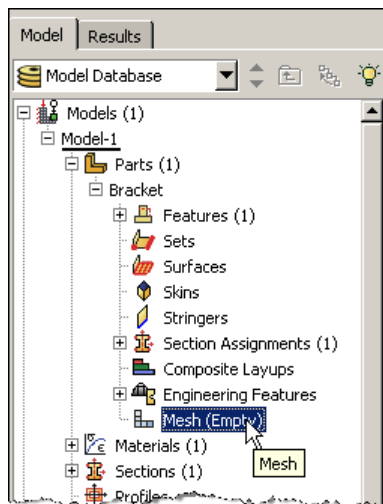 Model Results
Model Database
Models (1)
Model-1
Parts (1)
Bracket
Features (1)
Sets
Surfaces
Skins
Stringers
Section Assignments (1)
Composite Layups
Engineering Features
Mesh (Empty)
Mesh
Materials (1)
Sections (1)
Profiles